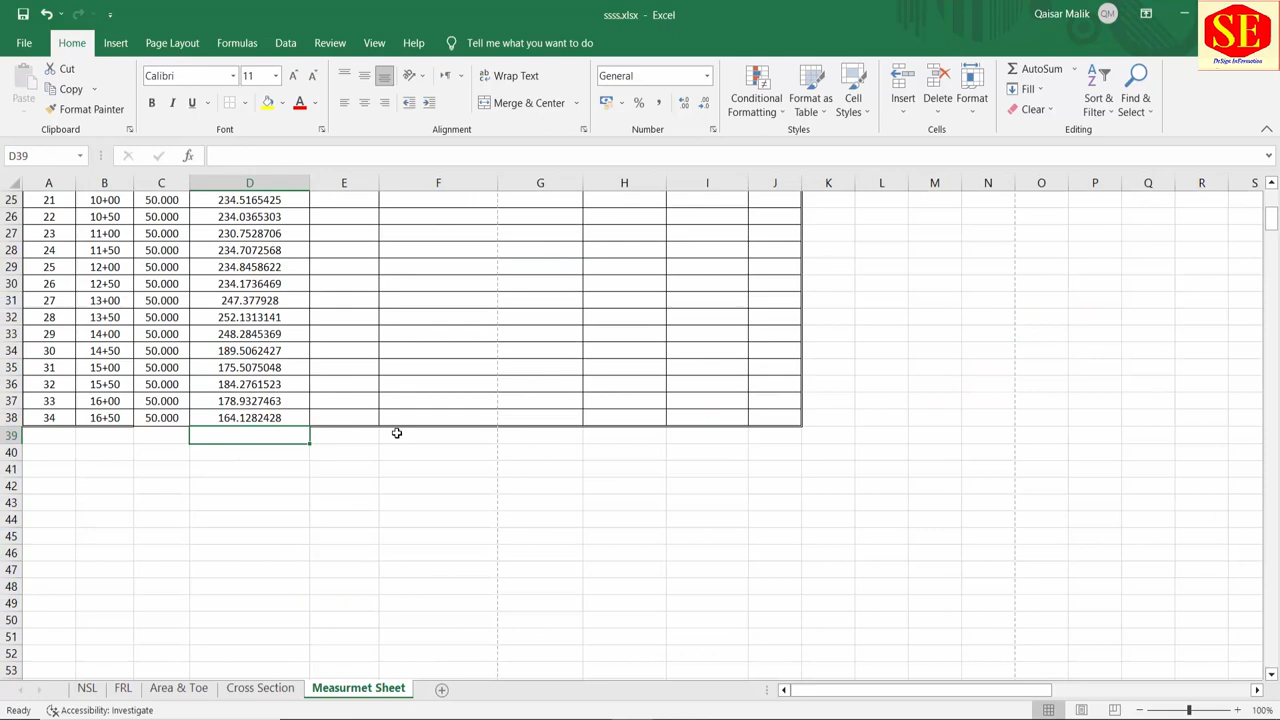 ssss.xlsx - Excel
Qaisar Malik QM
SE
DeSign InFormation
File Home Insert Page Layout Formulas Data Review View Help Tell me what you want to do
Cut
Copy
Format Painter
Paste
Clipboard
Calibri 11
B I U
Font
Wrap Text
Merge & Center
Alignment
General
Number
Conditional Formatting
Format as Table
Cell Styles
Styles
Insert Delete Format
Cells
AutoSum
Fill
Clear
Sort & Filter
Find & Select
Editing
D39
fx
A B C D E F G H I J K L M N O P Q R S
25 21 10+00 50.000 234.5165425
26 22 10+50 50.000 234.0365303
27 23 11+00 50.000 230.7528706
28 24 11+50 50.000 234.7072568
29 25 12+00 50.000 234.8458622
30 26 12+50 50.000 234.1736469
31 27 13+00 50.000 247.377928
32 28 13+50 50.000 252.1313141
33 29 14+00 50.000 248.2845369
34 30 14+50 50.000 189.5062427
35 31 15+00 50.000 175.5075048
36 32 15+50 50.000 184.2761523
37 33 16+00 50.000 178.9327463
38 34 16+50 50.000 164.1282428
39
40
41
42
43
44
45
46
47
48
49
50
51
52
53
NSL FRL Area & Toe Cross Section Measurmet Sheet
Ready Accessibility: Investigate 100%